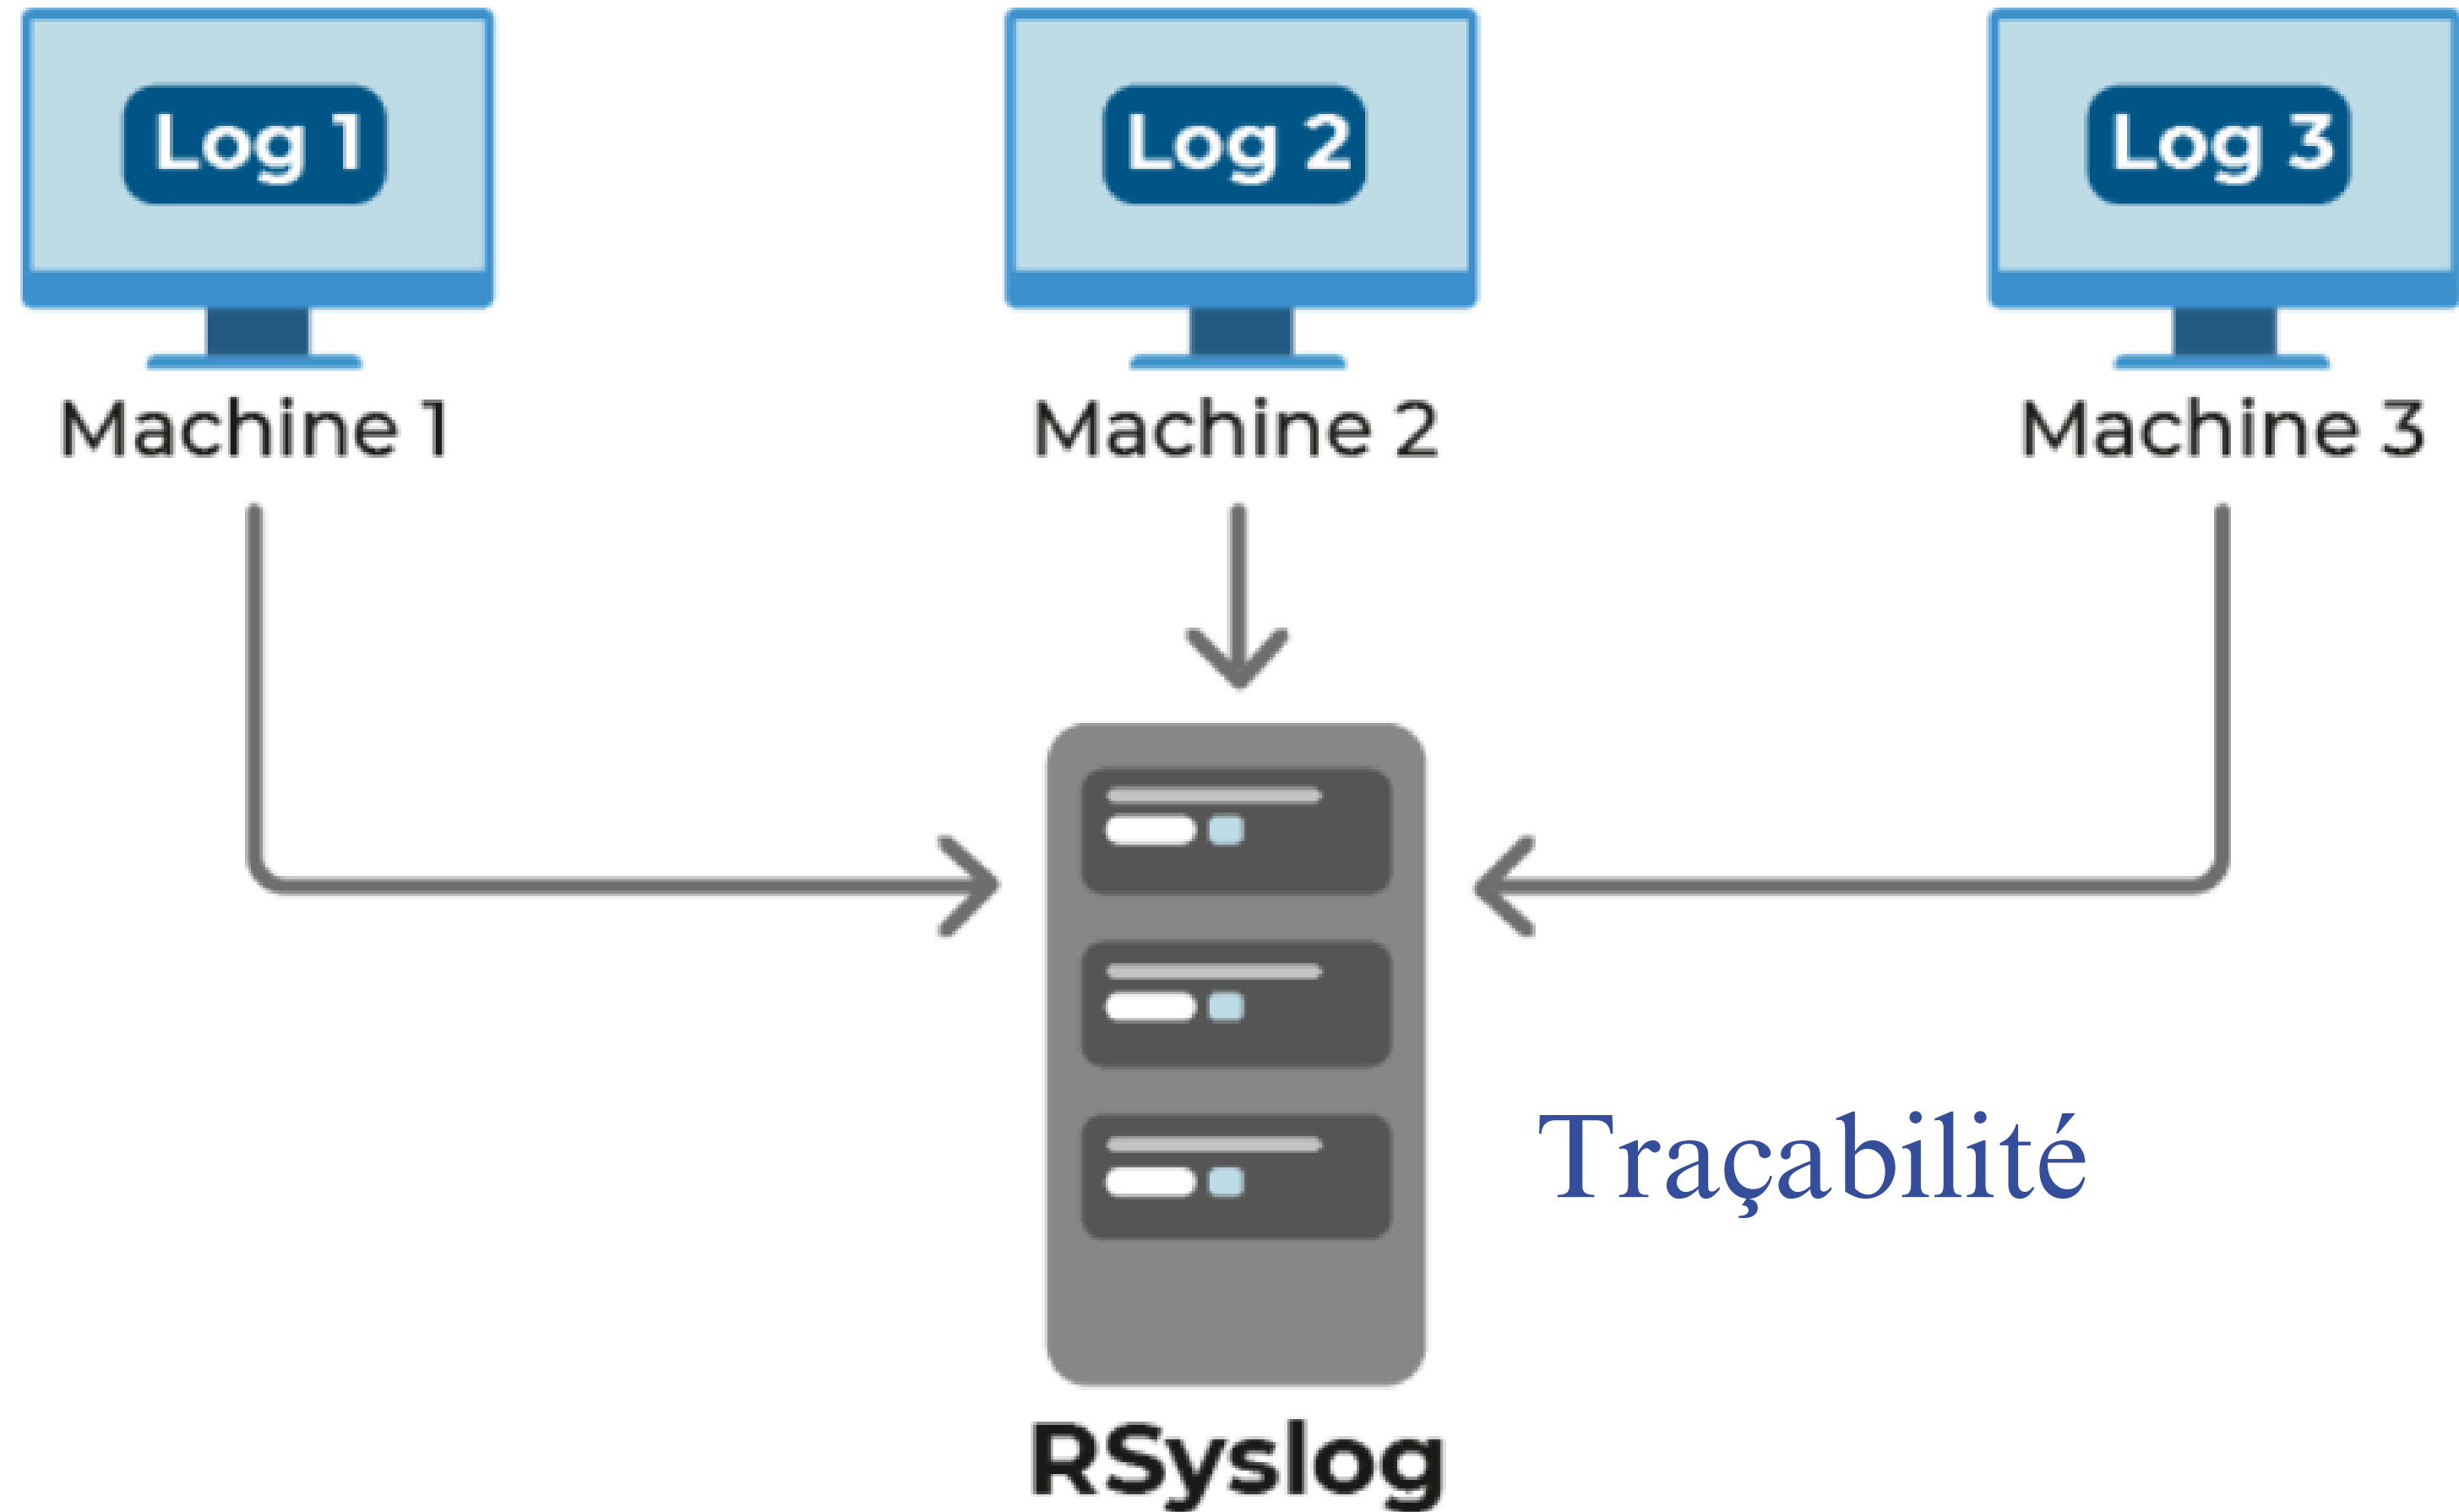 Log 1
Log 2
Log 3
Machine 1
Machine 2
Machine 3
Traçabilité
RSyslog